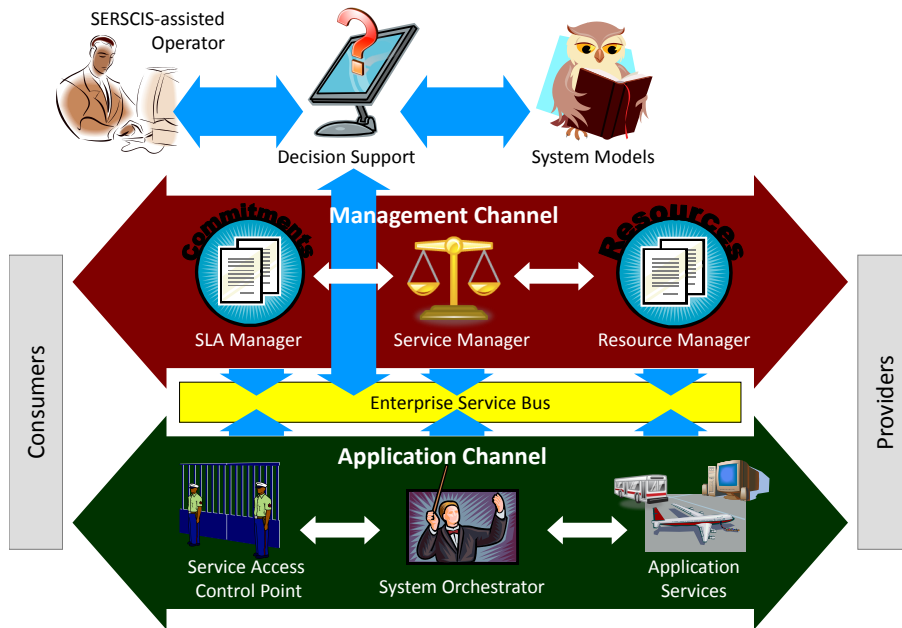 SERSCIS-assisted
Operator
Decision Support
System Models
Management Channel
Commitments
Resources
SLA Manager
Service Manager
Resource Manager
Consumers
Providers
Enterprise Service Bus
Application Channel
Service Access
Control Point
System Orchestrator
Application
Services